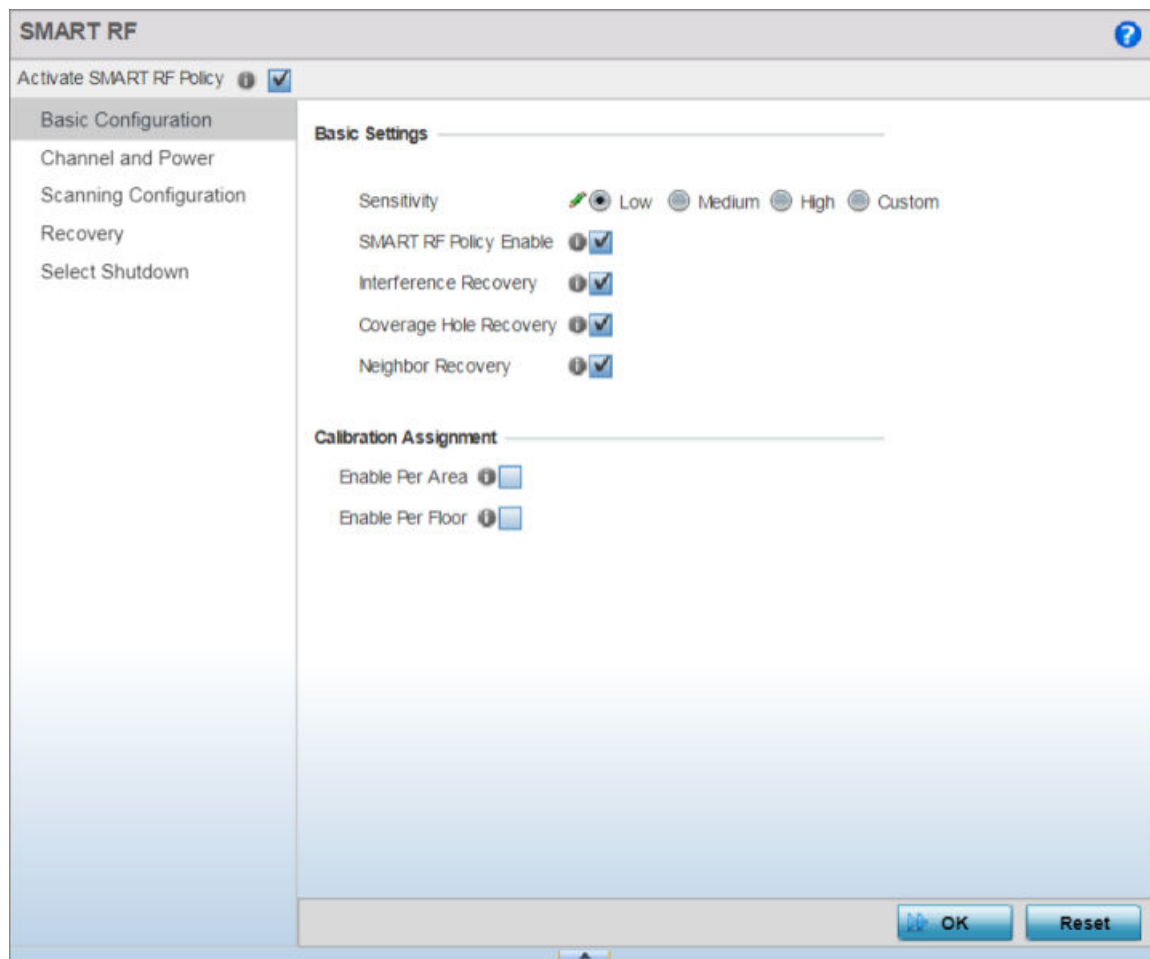 SMART RF
Activate SMART RF Policy
Basic Configuration
Channel and Power
Scanning Configuration
Recovery
Select Shutdown
Basic Settings
Sensitivity Low Medium High Custom
SMART RF Policy Enable
Interference Recovery
Coverage Hole Recovery
Neighbor Recovery
Calibration Assignment
Enable Per Area
Enable Per Floor
OK Reset